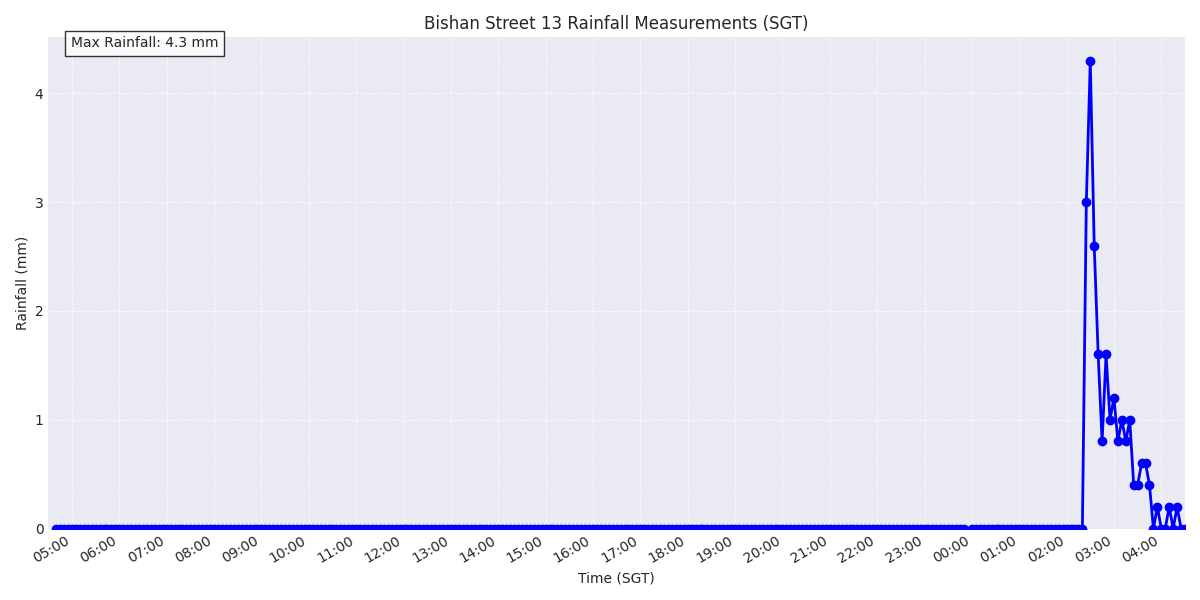 Bishan Street 13 Rainfall Measurements (SGT)
Max Rainfall: 4.3 mm
4
3
2
1
0
Rainfall (mm)
05:00 06:00 07:00 08:00 09:00 10:00 11:00 12:00 13:00 14:00 15:00 16:00 17:00 18:00 19:00 20:00 21:00 22:00 23:00 00:00 01:00 02:00 03:00 04:00
Time (SGT)